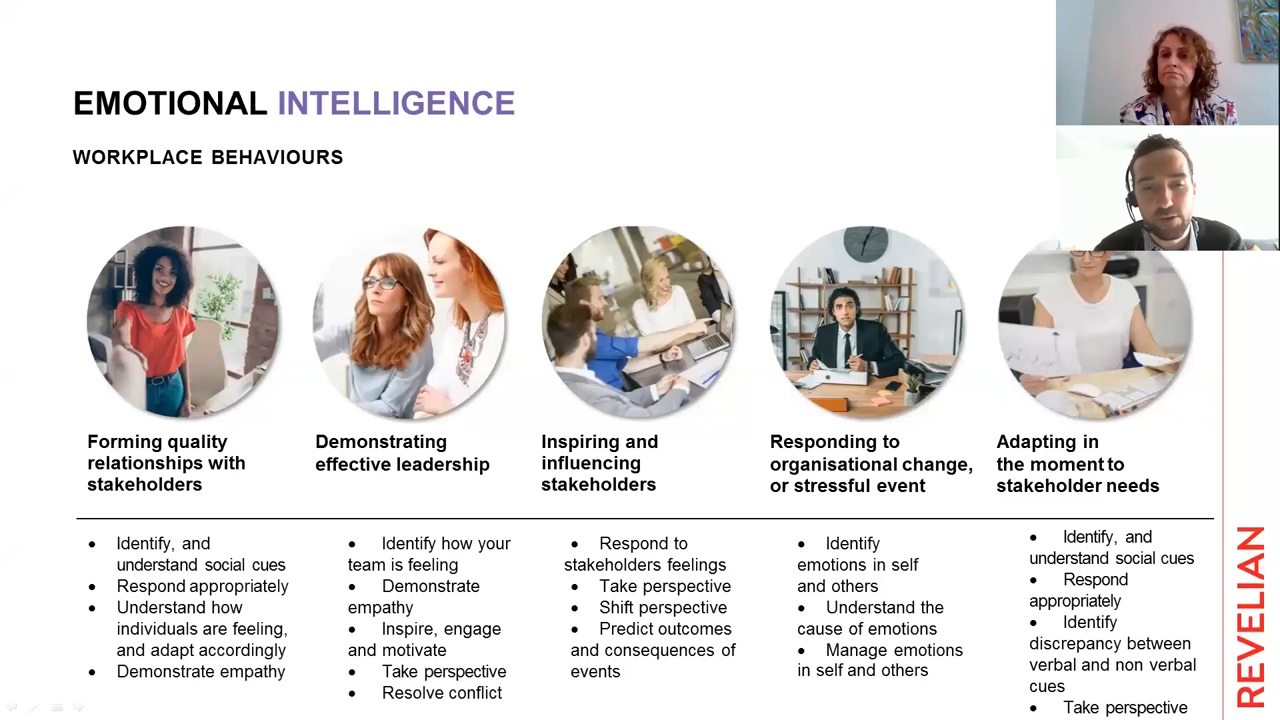 EMOTIONAL INTELLIGENCE
WORKPLACE BEHAVIOURS
Forming quality
relationships with
stakeholders
• Identify, and
understand social cues
• Respond appropriately
• Understand how
individuals are feeling,
and adapt accordingly
• Demonstrate empathy
Demonstrating
effective leadership
• Identify how your
team is feeling
• Demonstrate
empathy
• Inspire, engage
and motivate
• Take perspective
• Resolve conflict
Inspiring and
influencing
stakeholders
• Respond to
stakeholders feelings
• Take perspective
• Shift perspective
• Predict outcomes
and consequences of
events
Responding to
organisational change,
or stressful event
• Identify
emotions in self
and others
• Understand the
cause of emotions
• Manage emotions
in self and others
Adapting in
the moment to
stakeholder needs
• Identify, and
understand social cues
• Respond
appropriately
• Identify
discrepancy between
verbal and non verbal
cues
• Take perspective
REVELIAN